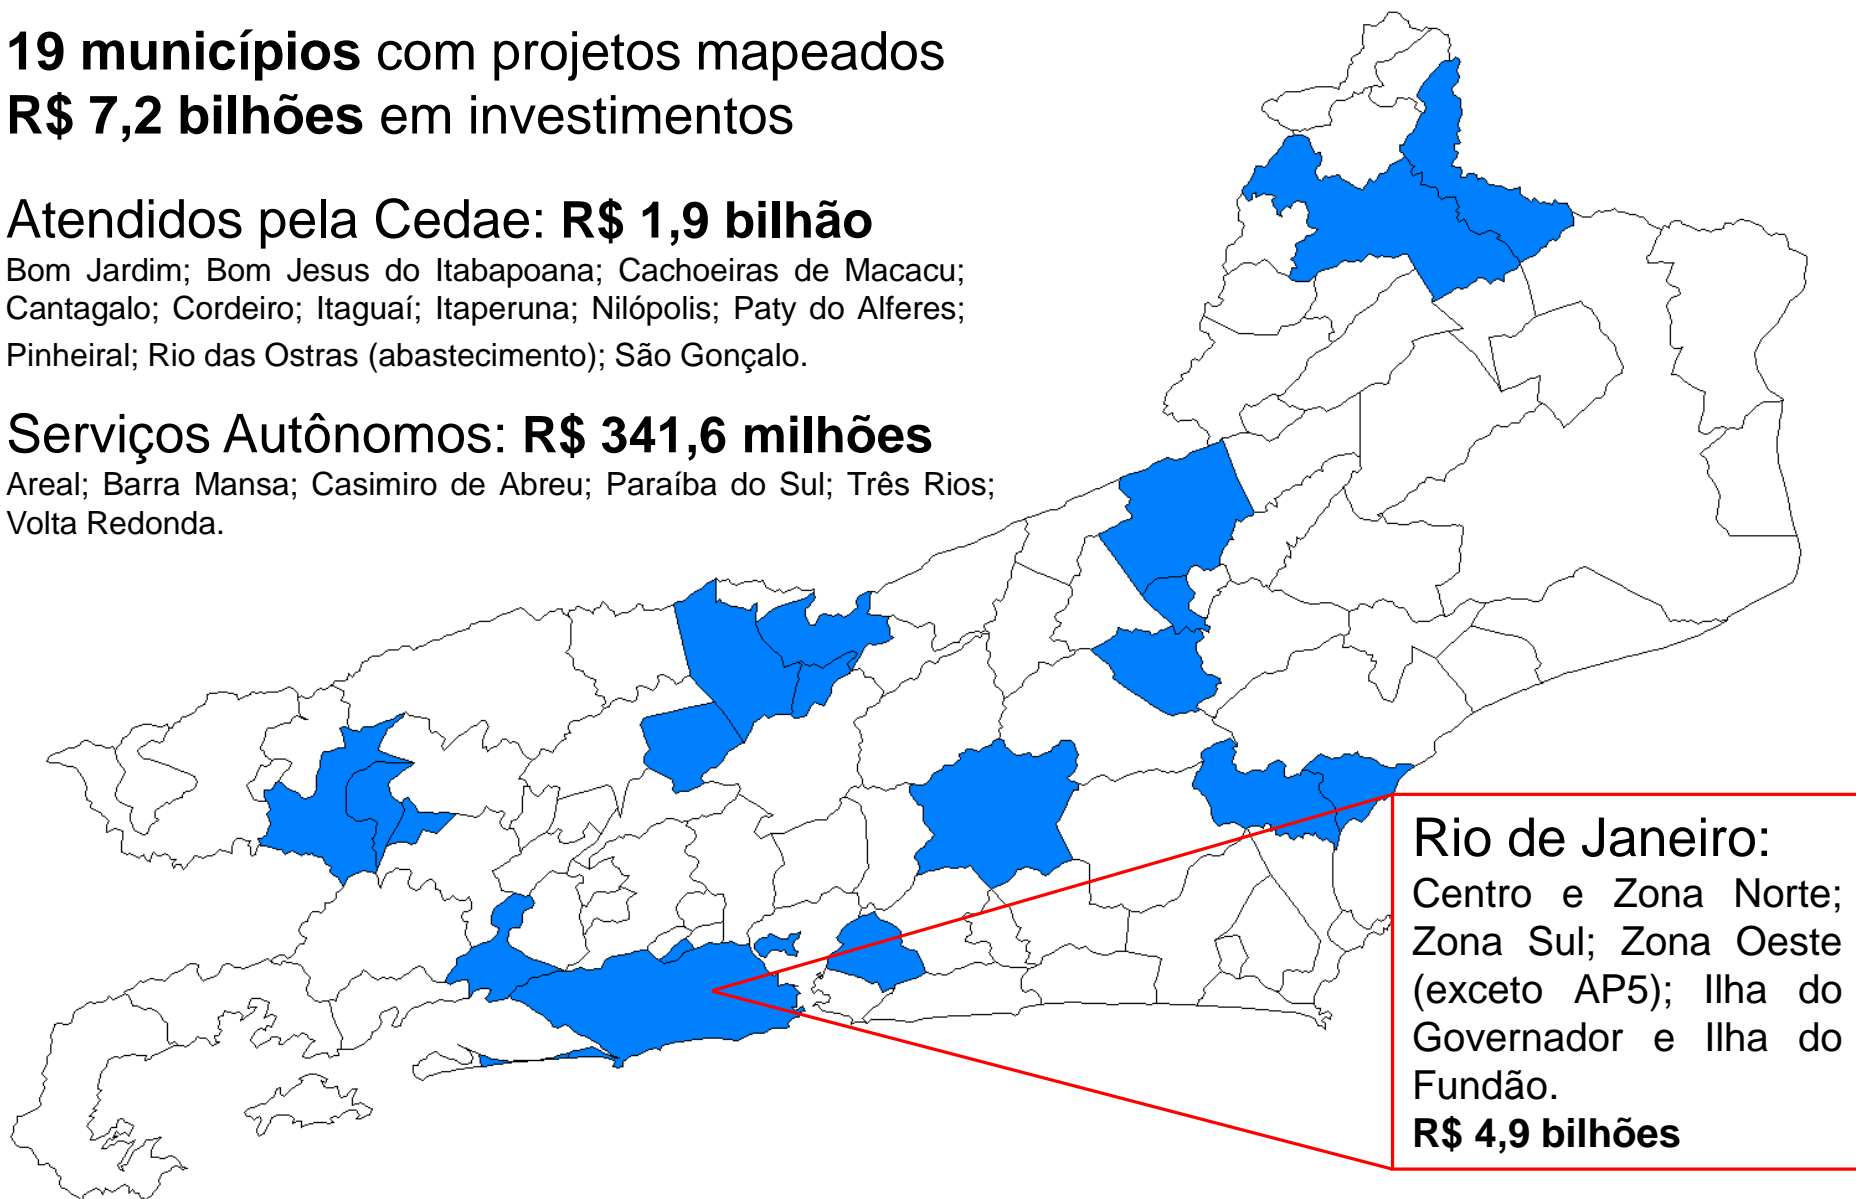 19 municípios com projetos mapeados
R$ 7,2 bilhões em investimentos
Atendidos pela Cedae: R$ 1,9 bilhão
Bom Jardim; Bom Jesus do Itabapoana; Cachoeiras de Macacu;
Cantagalo; Cordeiro; Itaguaí; Itaperuna; Nilópolis; Paty do Alferes;
Pinheiral; Rio das Ostras (abastecimento); São Gonçalo.
Serviços Autônomos: R$ 341,6 milhões
Areal; Barra Mansa; Casimiro de Abreu; Paraíba do Sul; Três Rios;
Volta Redonda.
Rio de Janeiro:
Centro e Zona Norte;
Zona Sul; Zona Oeste
(exceto AP5); Ilha do
Governador e Ilha do
Fundão.
R$ 4,9 bilhões